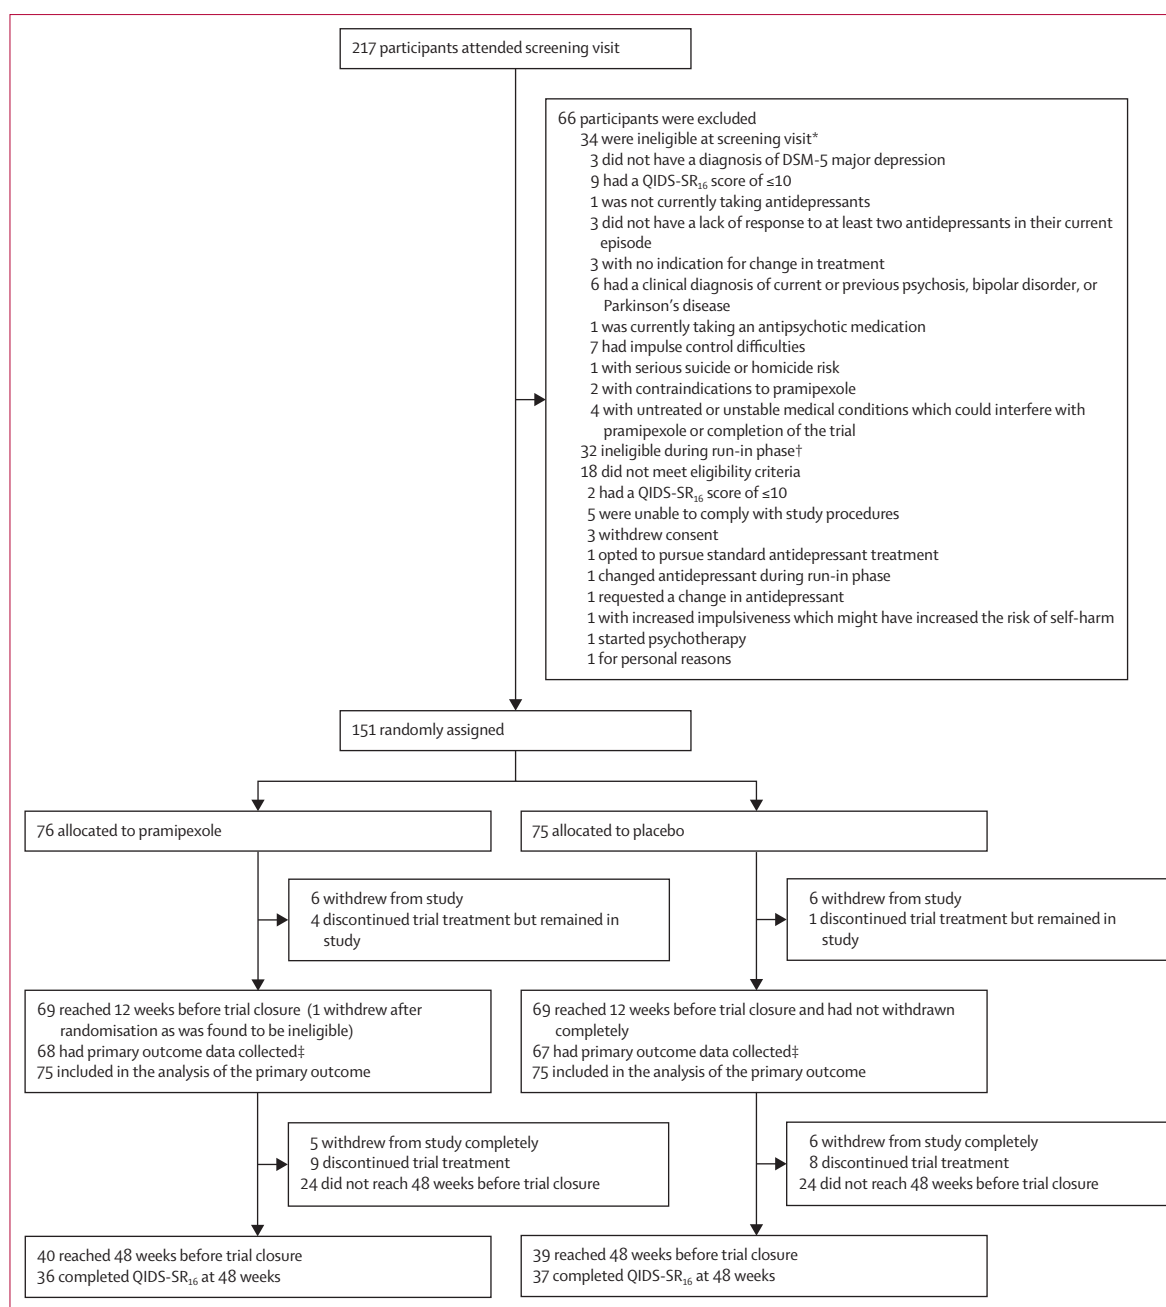 217 participants attended screening visit
66 participants were excluded
34 were ineligible at screening visit*
3 did not have a diagnosis of DSM-5 major depression
9 had a QIDS-SR₁₆ score of ≤10
1 was not currently taking antidepressants
3 did not have a lack of response to at least two antidepressants in their current
episode
3 with no indication for change in treatment
6 had a clinical diagnosis of current or previous psychosis, bipolar disorder, or
Parkinson’s disease
1 was currently taking an antipsychotic medication
7 had impulse control difficulties
1 with serious suicide or homicide risk
2 with contraindications to pramipexole
4 with untreated or unstable medical conditions which could interfere with
pramipexole or completion of the trial
32 ineligible during run-in phase†
18 did not meet eligibility criteria
2 had a QIDS-SR₁₆ score of ≤10
5 were unable to comply with study procedures
3 withdrew consent
1 opted to pursue standard antidepressant treatment
1 changed antidepressant during run-in phase
1 requested a change in antidepressant
1 with increased impulsiveness which might have increased the risk of self-harm
1 started psychotherapy
1 for personal reasons
151 randomly assigned
76 allocated to pramipexole
75 allocated to placebo
6 withdrew from study
4 discontinued trial treatment but remained in
study
6 withdrew from study
1 discontinued trial treatment but remained in
study
69 reached 12 weeks before trial closure (1 withdrew after
randomisation as was found to be ineligible)
68 had primary outcome data collected‡
75 included in the analysis of the primary outcome
69 reached 12 weeks before trial closure and had not withdrawn
completely
67 had primary outcome data collected‡
75 included in the analysis of the primary outcome
5 withdrew from study completely
9 discontinued trial treatment
24 did not reach 48 weeks before trial closure
6 withdrew from study completely
8 discontinued trial treatment
24 did not reach 48 weeks before trial closure
40 reached 48 weeks before trial closure
36 completed QIDS-SR₁₆ at 48 weeks
39 reached 48 weeks before trial closure
37 completed QIDS-SR₁₆ at 48 weeks